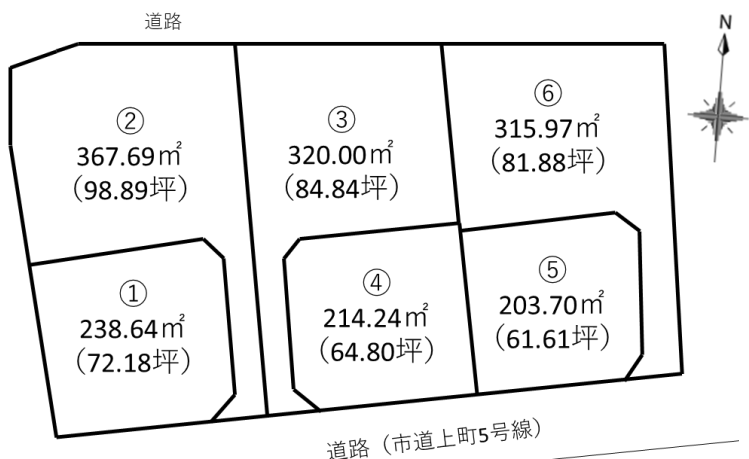 道路
N
②
367.69㎡
(98.89坪)
③
320.00㎡
(84.84坪)
⑥
315.97㎡
(81.88坪)
①
238.64㎡
(72.18坪)
④
214.24㎡
(64.80坪)
⑤
203.70㎡
(61.61坪)
道路（市道上町5号線）